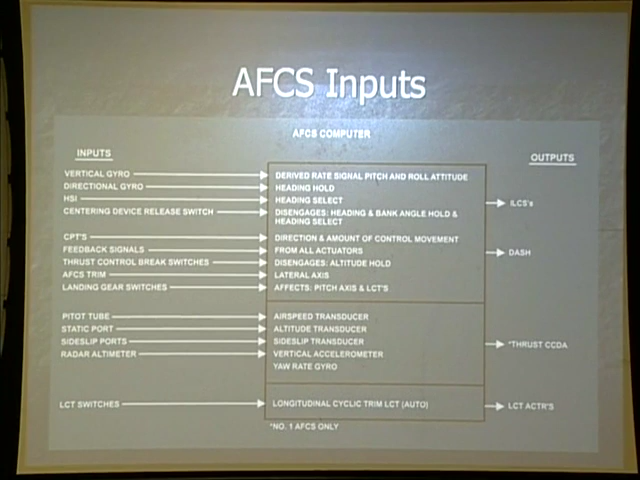 AFCS Inputs
AFCS COMPUTER
INPUTS
OUTPUTS
VERTICAL GYRO
DERIVED RATE SIGNAL PITCH AND ROLL ATTITUDE
DIRECTIONAL GYRO
HEADING HOLD
HSI
HEADING SELECT
ILCS's
CENTERING DEVICE RELEASE SWITCH
DISENGAGES: HEADING & BANK ANGLE HOLD &
HEADING SELECT
CPT'S
DIRECTION & AMOUNT OF CONTROL MOVEMENT
FEEDBACK SIGNALS
FROM ALL ACTUATORS
DASH
THRUST CONTROL BREAK SWITCHES
DISENGAGES: ALTITUDE HOLD
AFCS TRIM
LATERAL AXIS
LANDING GEAR SWITCHES
AFFECTS: PITCH AXIS & LCT'S
PITOT TUBE
AIRSPEED TRANSDUCER
STATIC PORT
ALTITUDE TRANSDUCER
SIDESLIP PORTS
SIDESLIP TRANSDUCER
*THRUST CCDA
RADAR ALTIMETER
VERTICAL ACCELEROMETER
YAW RATE GYRO
LCT SWITCHES
LONGITUDINAL CYCLIC TRIM LCT (AUTO)
LCT ACTR'S
*NO. 1 AFCS ONLY